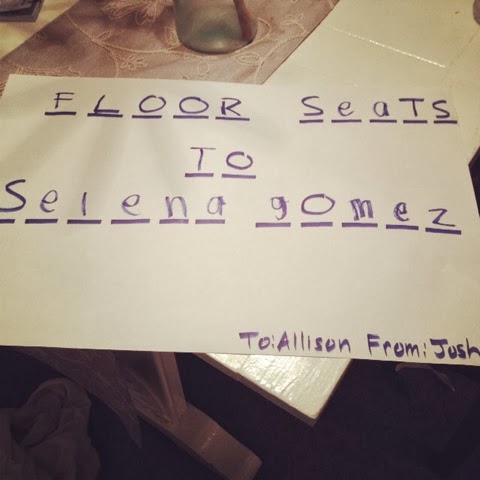 FLOOR SeaTS
TO
Selena gomez
To:Allison From:Josh